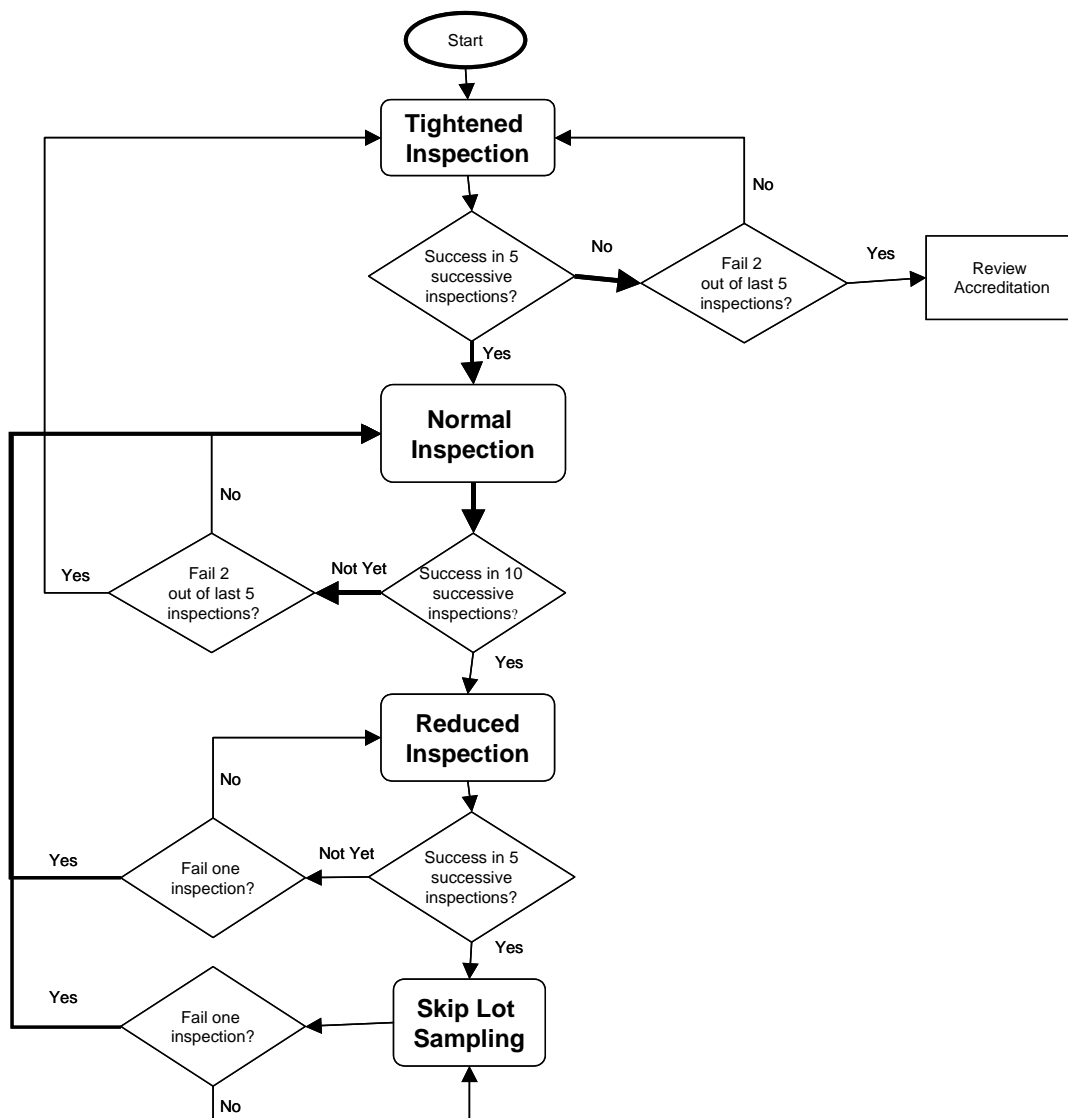 Start
Tightened
Inspection
No
Success in 5
successive
inspections?
No
Fail 2
out of last 5
inspections?
Yes
Review
Accreditation
Yes
Normal
Inspection
No
Yes
Fail 2
out of last 5
inspections?
Not Yet
Success in 10
successive
inspections?
Yes
Reduced
Inspection
No
Yes
Fail one
inspection?
Not Yet
Success in 5
successive
inspections?
Yes
Yes
Fail one
inspection?
Skip Lot
Sampling
No